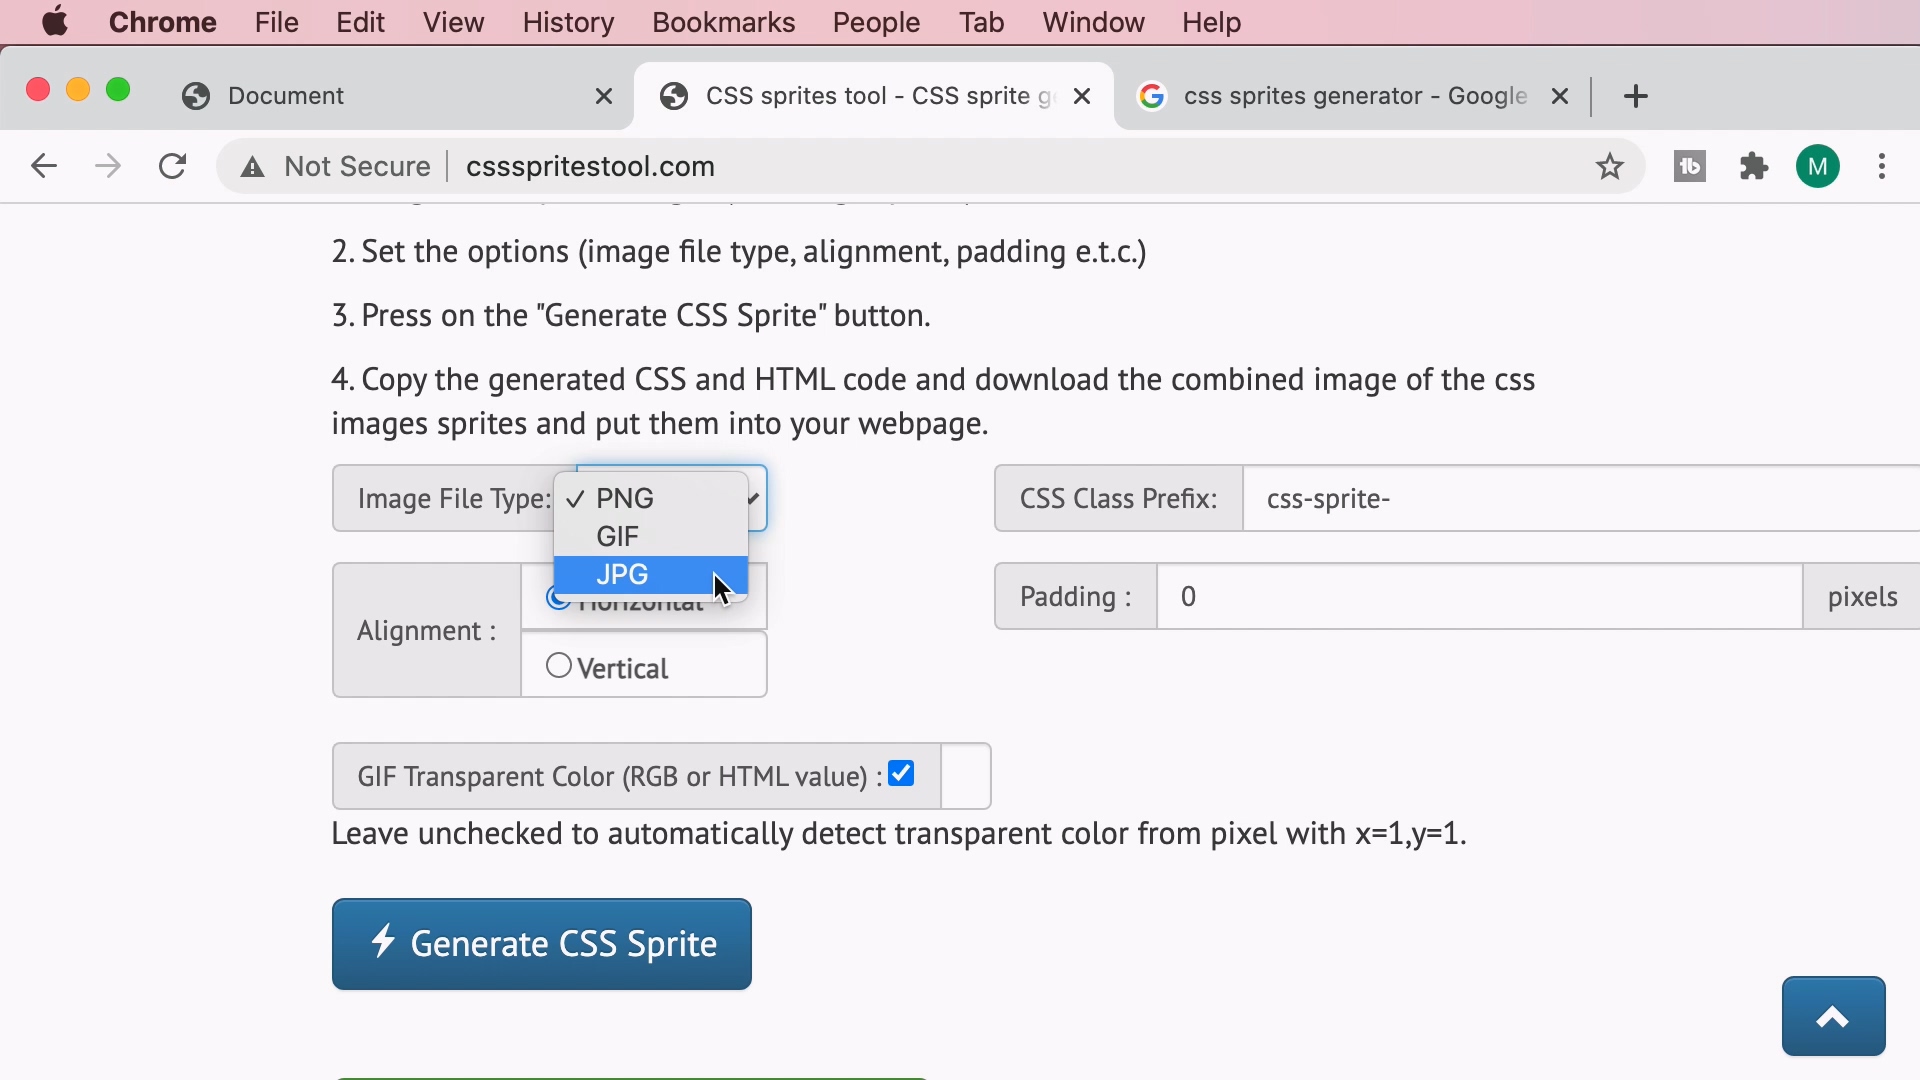 Chrome File Edit View History Bookmarks People Tab Window Help
Document
CSS sprites tool - CSS sprite
css sprites generator - Google
Not Secure
csssspritestool.com
2. Set the options (image file type, alignment, padding e.t.c.)
3. Press on the "Generate CSS Sprite" button.
4. Copy the generated CSS and HTML code and download the combined image of the css
images sprites and put them into your webpage.
Image File Type:
PNG
GIF
JPG
CSS Class Prefix:
css-sprite-
Alignment :
Horizontal
Vertical
Padding :
0
pixels
GIF Transparent Color (RGB or HTML value) :
Leave unchecked to automatically detect transparent color from pixel with x=1,y=1.
Generate CSS Sprite
M